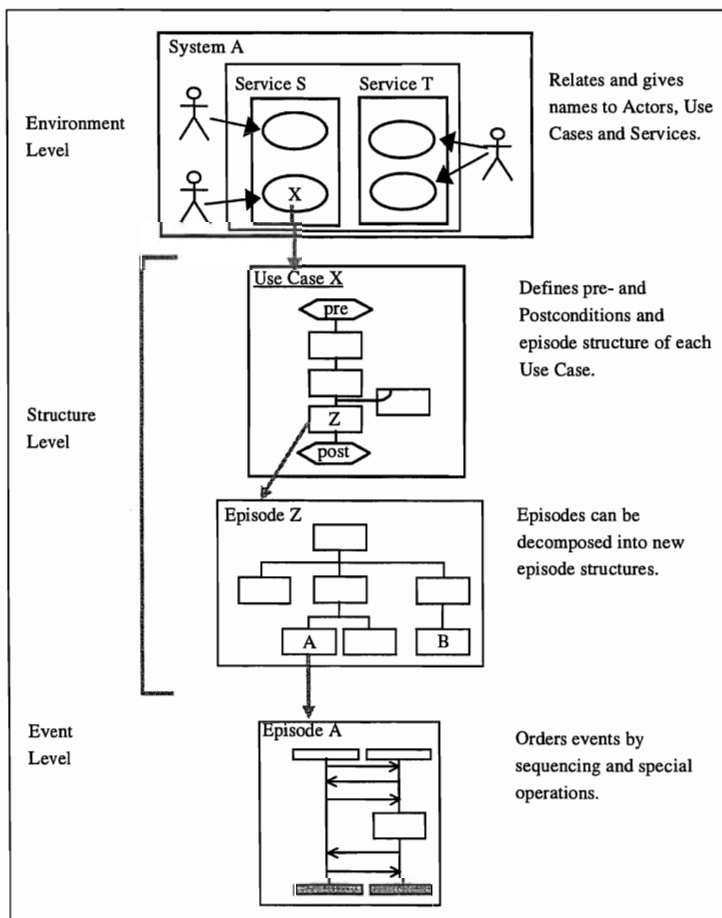 System A
Service S
Service T
X
Environment
Level
Relates and gives
names to Actors, Use
Cases and Services.
Use Case X
pre
Z
post
Defines pre- and
Postconditions and
episode structure of each
Use Case.
Structure
Level
Episode Z
A
B
Episodes can be
decomposed into new
episode structures.
Event
Level
Episode A
Orders events by
sequencing and special
operations.